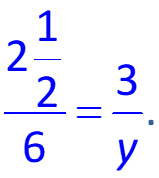 (2 1/2)/6 = 3/y.